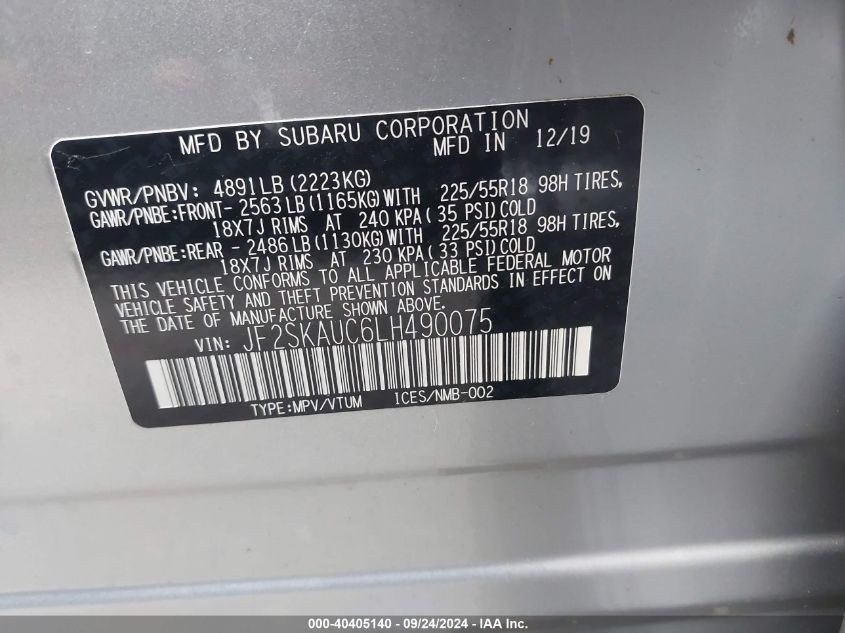 MFD BY SUBARU CORPORATION
MFD IN 12/19
GVWR/PNBV: 4891LB (2223KG)
GAWR/PNBE:FRONT- 2563LB (1165KG)WITH 225/55R18 98H TIRES,
18X7J RIMS AT 240 KPA( 35 PSI)COLD
GAWR/PNBE:REAR - 2486LB (1130KG)WITH 225/55R18 98H TIRES,
18X7J RIMS AT 230 KPA( 33 PSI)COLD
THIS VEHICLE CONFORMS TO ALL APPLICABLE FEDERAL MOTOR
VEHICLE SAFETY AND THEFT PREVENTION STANDARDS IN EFFECT ON
THE DATE OF MANUFACTURE SHOWN ABOVE.
VIN: JF2SKAUC6LH490075
TYPE:MPV/VTUM ICES/NMB-002
000-40405140 - 09/24/2024 - IAA Inc.